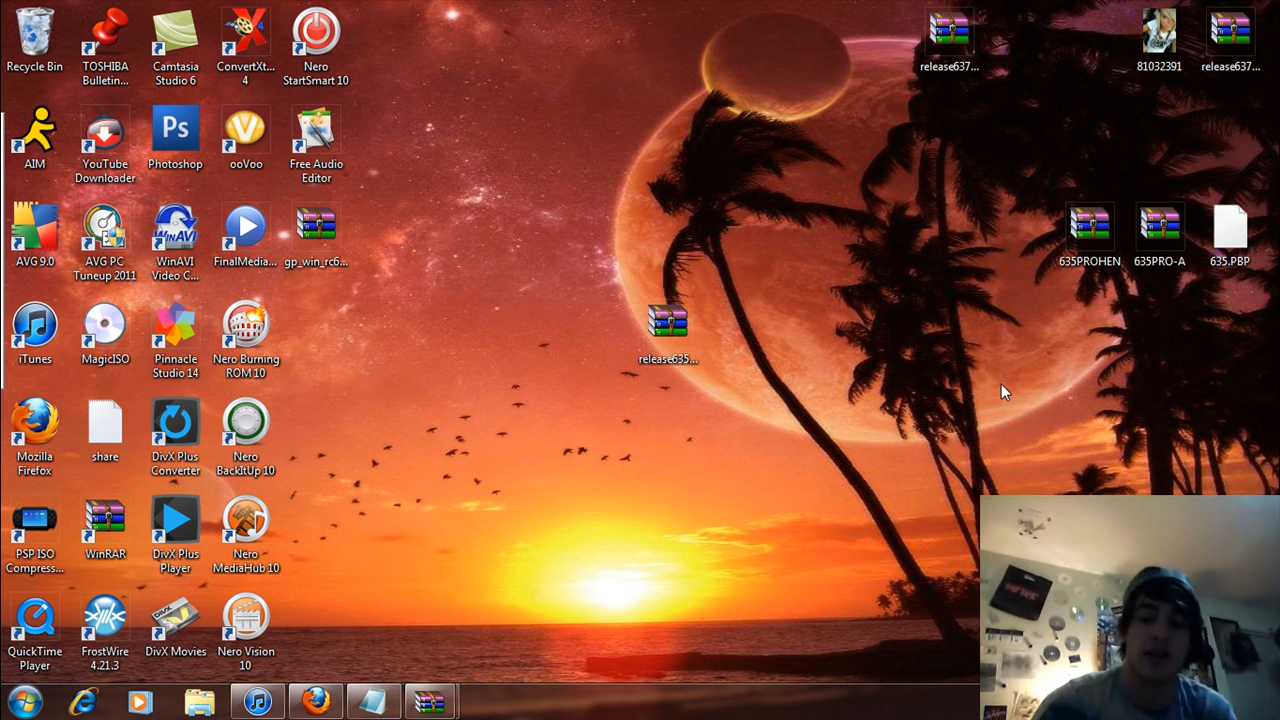 Recycle Bin
TOSHIBA
Bulletin...
Camtasia
Studio 6
ConvertXt...
4
Nero
StartSmart 10
release637...
81032391
release637...
AIM
YouTube
Downloader
Ps
Photoshop
ooVoo
Free Audio
Editor
AVG 9.0
AVG PC
Tuneup 2011
WinAVI
WinAVI
Video C...
FinalMedia...
gp_win_rc6...
635PROHEN
635PRO-A
635.PBP
iTunes
MagicISO
Pinnacle
Studio 14
Nero Burning
ROM 10
release635...
Mozilla
Firefox
share
DivX Plus
Converter
Nero
BackItUp 10
PSP ISO
Compress...
WinRAR
DivX Plus
Player
Nero
MediaHub 10
QuickTime
Player
FrostWire
4.21.3
DivX Movies
Nero Vision
10